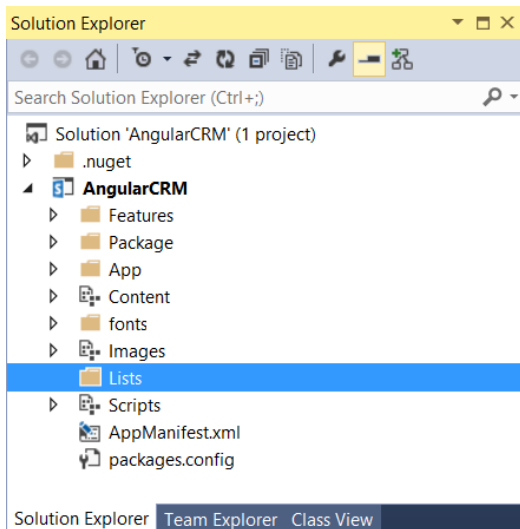 Solution Explorer
Search Solution Explorer (Ctrl+;)
Solution 'AngularCRM' (1 project)
.nuget
AngularCRM
Features
Package
App
Content
fonts
Images
Lists
Scripts
AppManifest.xml
packages.config
Solution Explorer Team Explorer Class View